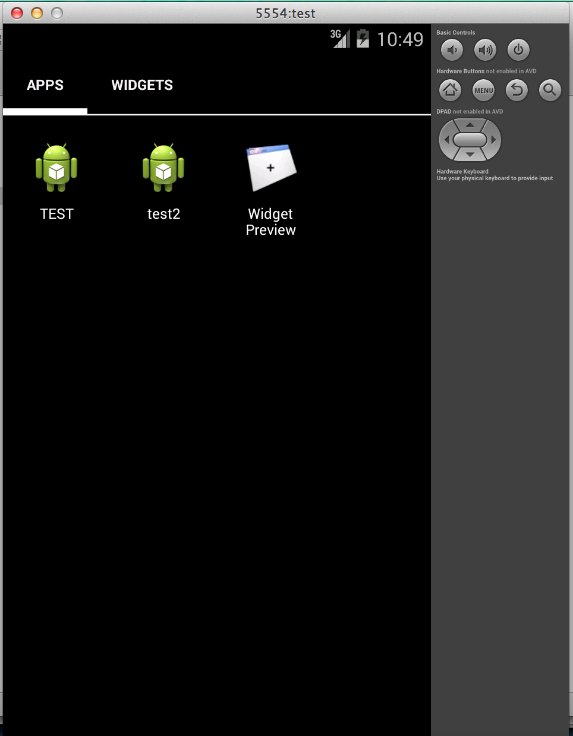 5554:test
3G 10:49
APPS WIDGETS
TEST test2 Widget
Preview
Basic Controls
Hardware Buttons not enabled in AVD
MENU
DPAD not enabled in AVD
Hardware Keyboard
Use your physical keyboard to provide input